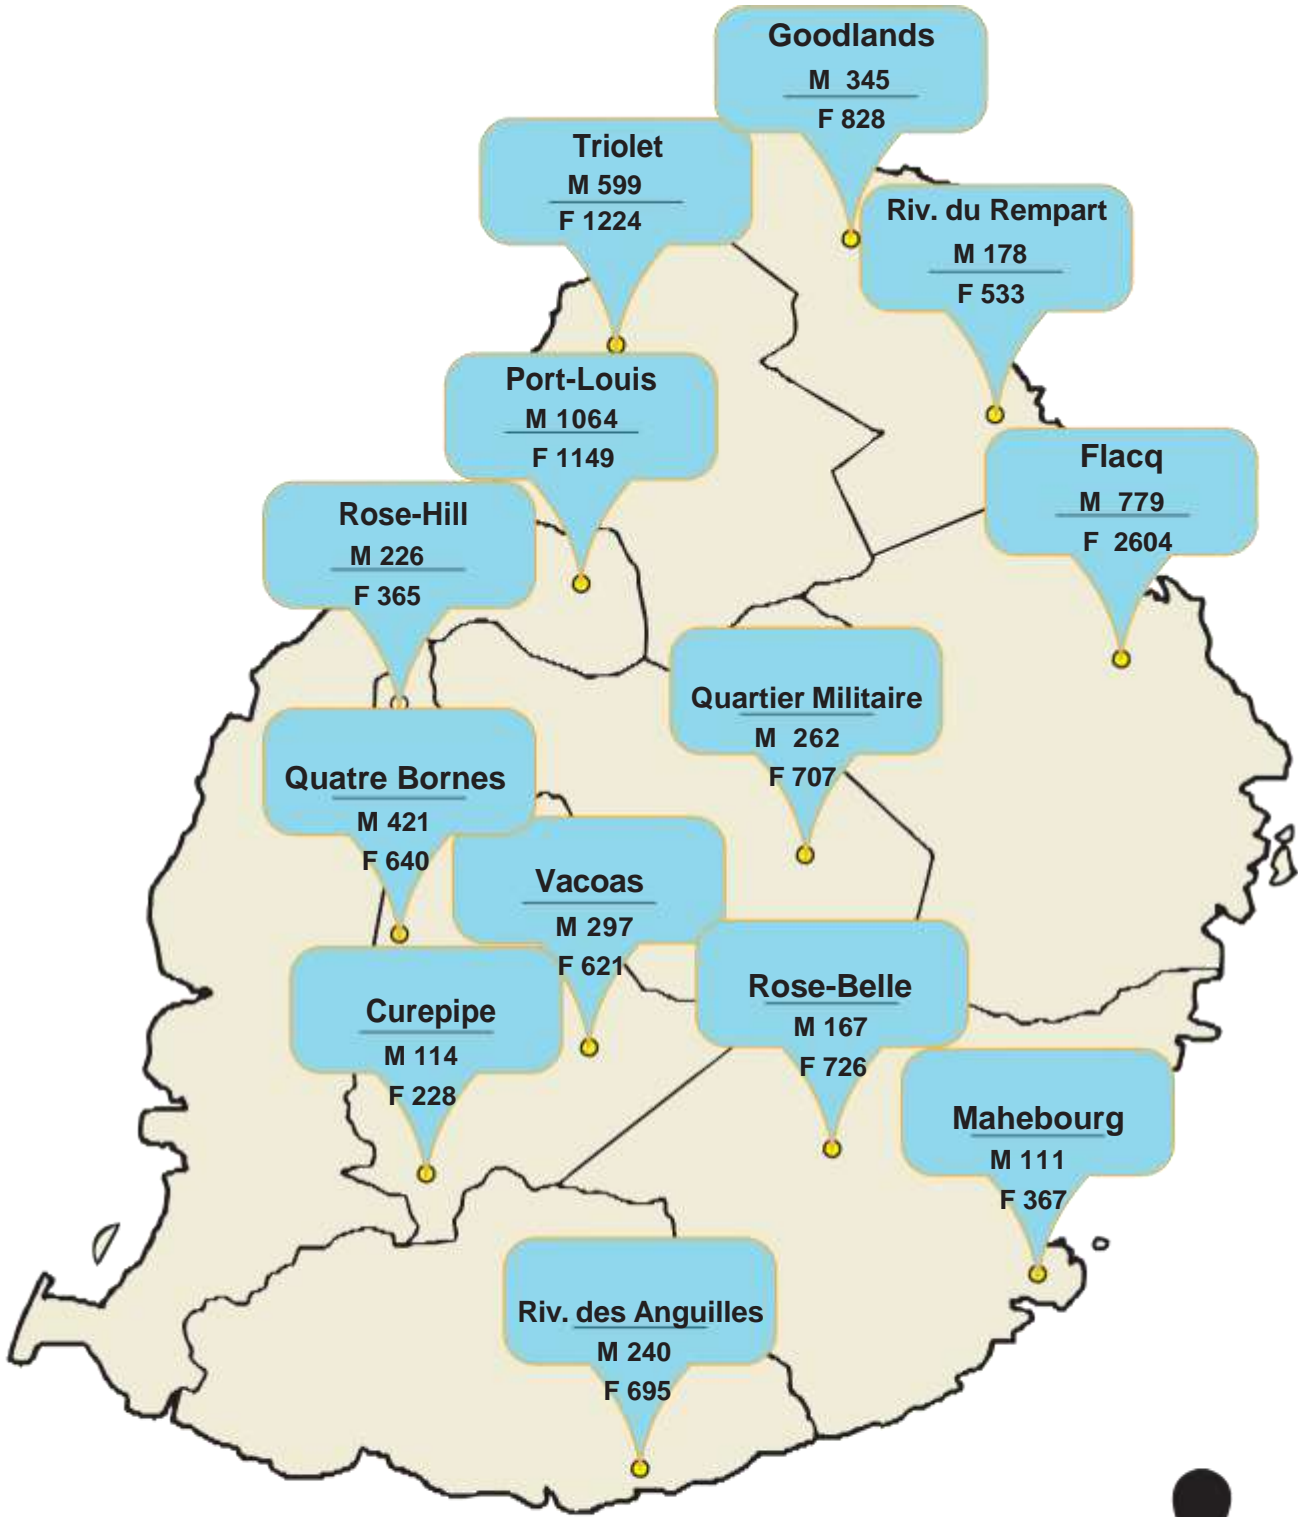 Goodlands
M 345
F 828
Triolet
M 599
F 1224
Riv. du Rempart
M 178
F 533
Port-Louis
M 1064
F 1149
Flacq
M 779
F 2604
Rose-Hill
M 226
F 365
Quartier Militaire
M 262
F 707
Quatre Bornes
M 421
F 640
Vacoas
M 297
F 621
Rose-Belle
M 167
F 726
Curepipe
M 114
F 228
Mahebourg
M 111
F 367
Riv. des Anguilles
M 240
F 695